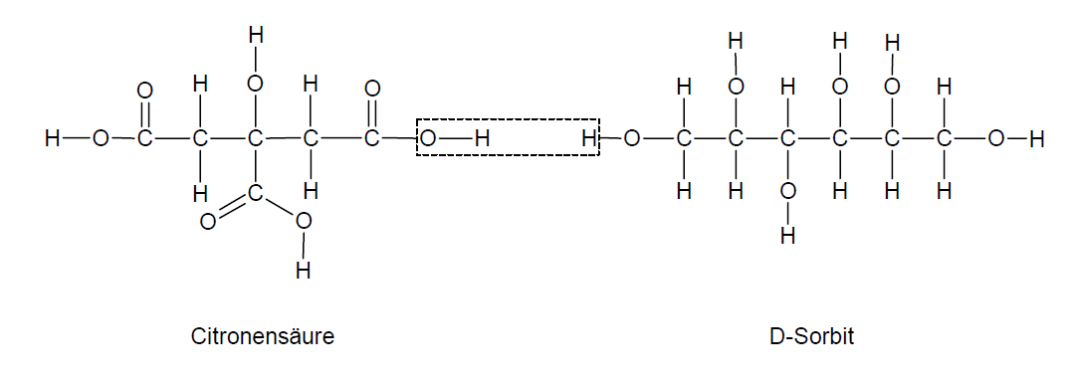 H H H H
O H O H O H O H O O H
H O C C C C C O H H O C C C C C C O H
H C H H H O H H H
O O H
H
Citronensäure D-Sorbit